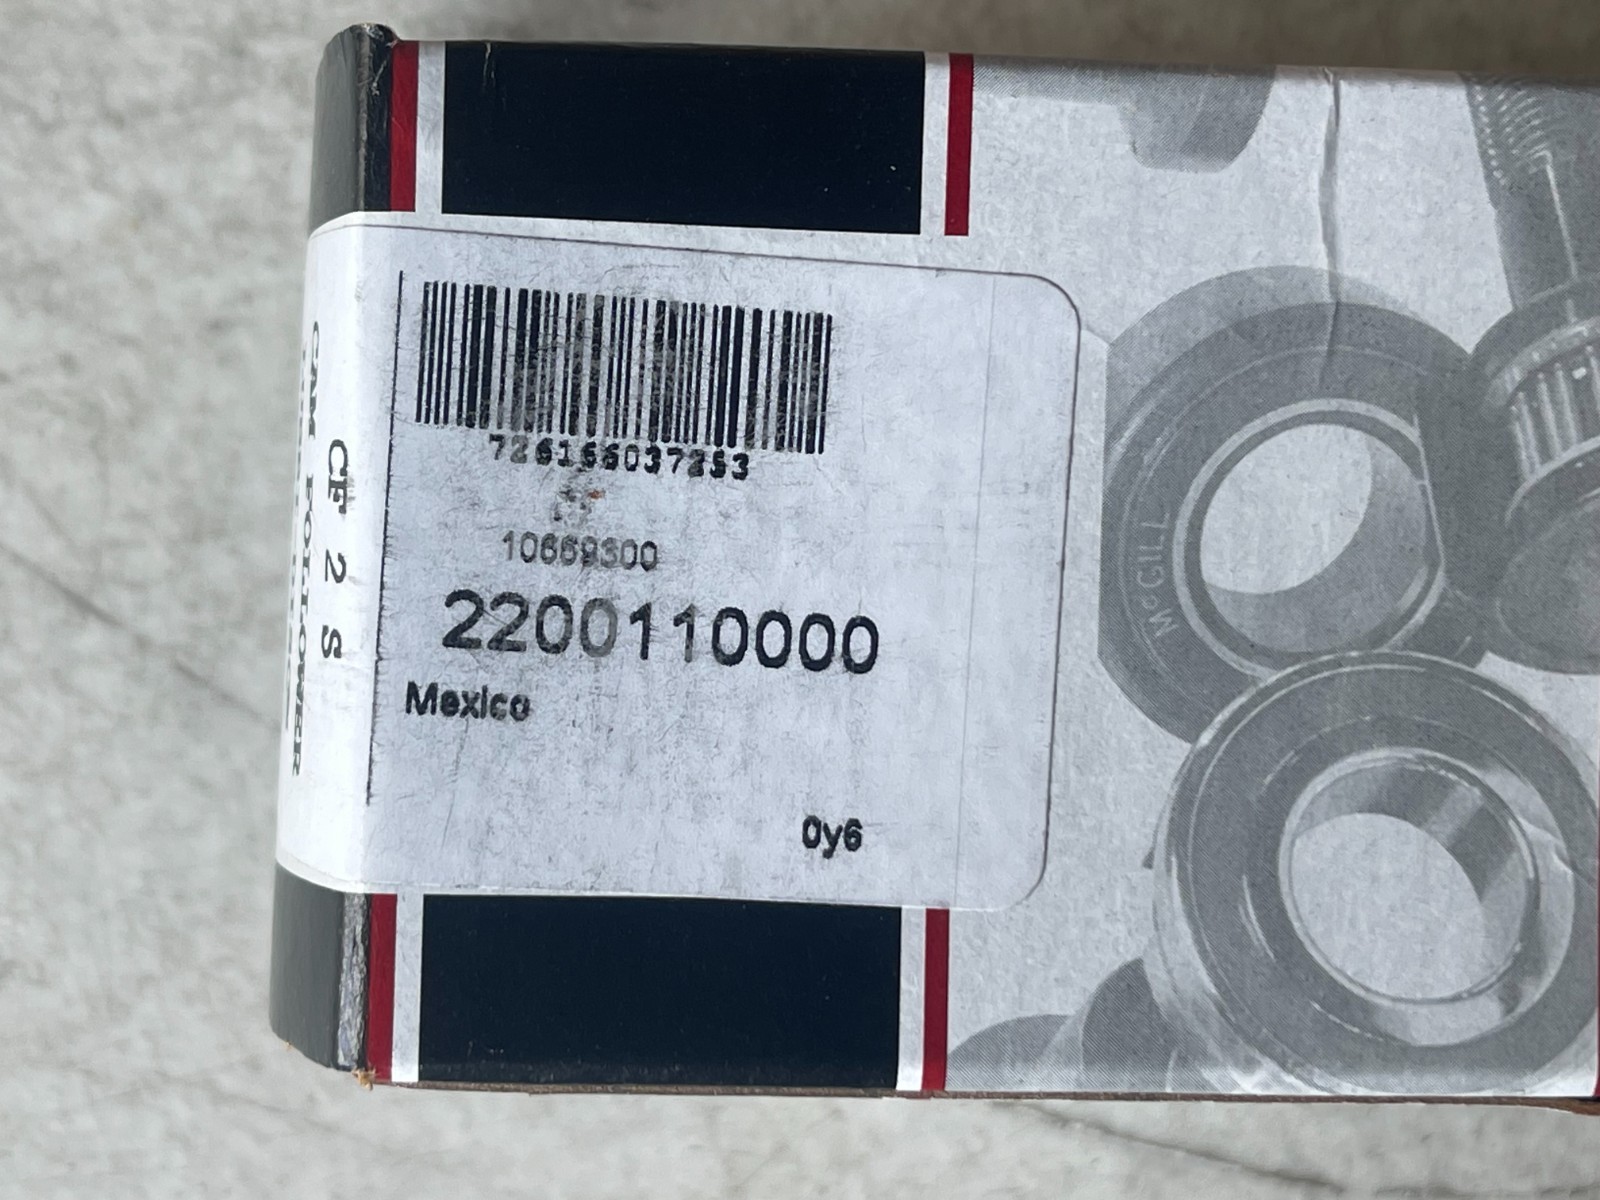 726166037253
10669300
2200110000
Mexico
0y6
CF 2 S
CAM FOLLOWER
McGILL